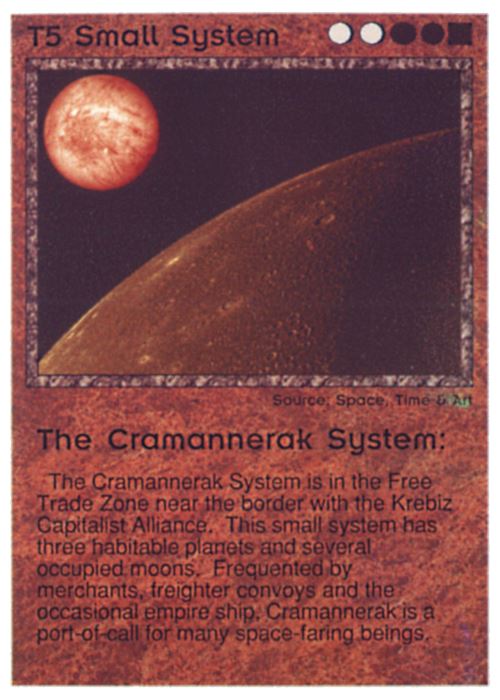 T5 Small System
Source: Space, Time & Art
The Cramannerak System:
The Cramannerak System is in the Free
Trade Zone near the border with the Krebiz
Capitalist Alliance. This small system has
three habitable planets and several
occupied moons. Frequented by
merchants, freighter convoys and the
occasional empire ship, Cramannerak is a
port-of-call for many space-faring beings.